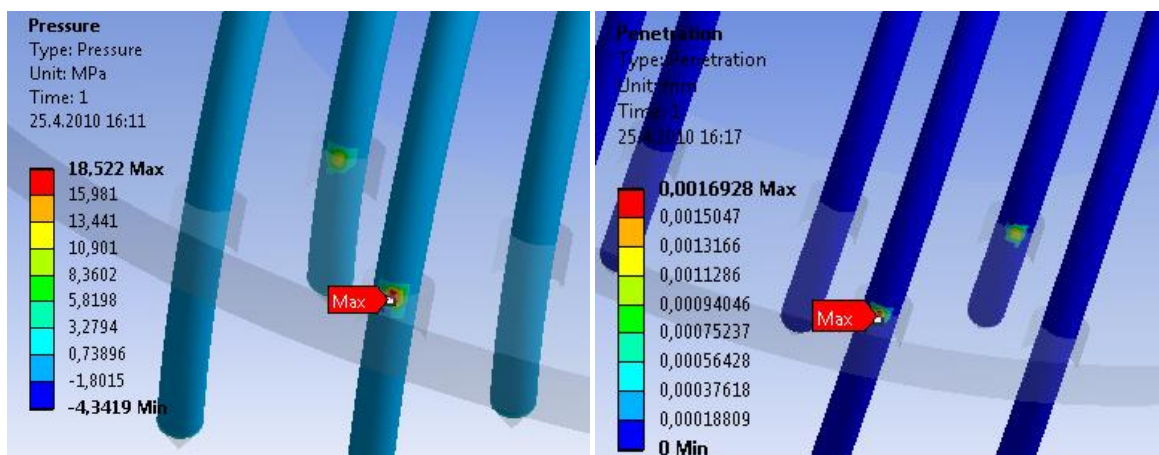 Pressure
Type: Pressure
Unit: MPa
Time: 1
25.4.2010 16:11
18,522 Max
15,981
13,441
10,901
8,3602
5,8198
3,2794
0,73896
-1,8015
-4,3419 Min
Max
Penetration
Type: Penetration
Unit: mm
Time: 1
25.4.2010 16:17
0,0016928 Max
0,0015047
0,0013166
0,0011286
0,00094046
0,00075237
0,00056428
0,00037618
0,00018809
0 Min
Max